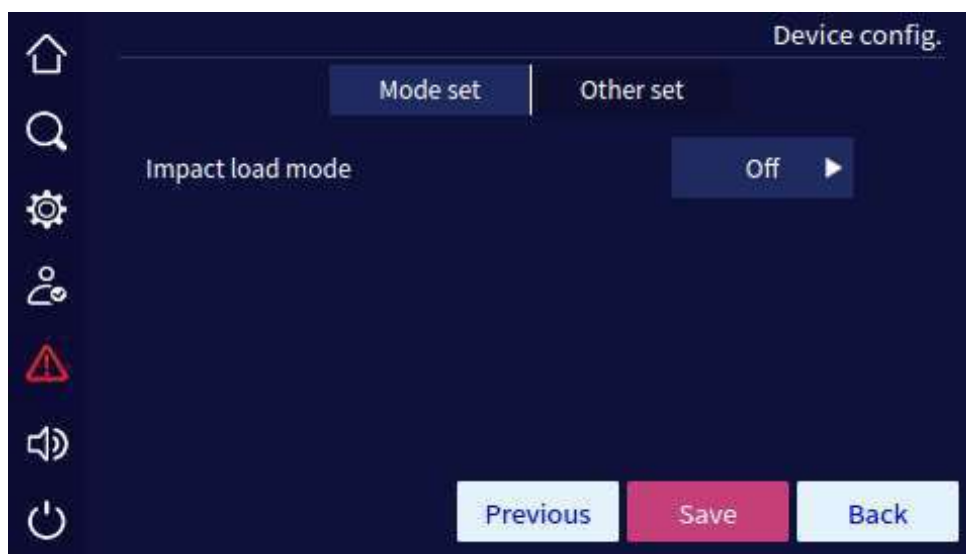 Device config.
Mode set Other set
Impact load mode Off
Previous Save Back